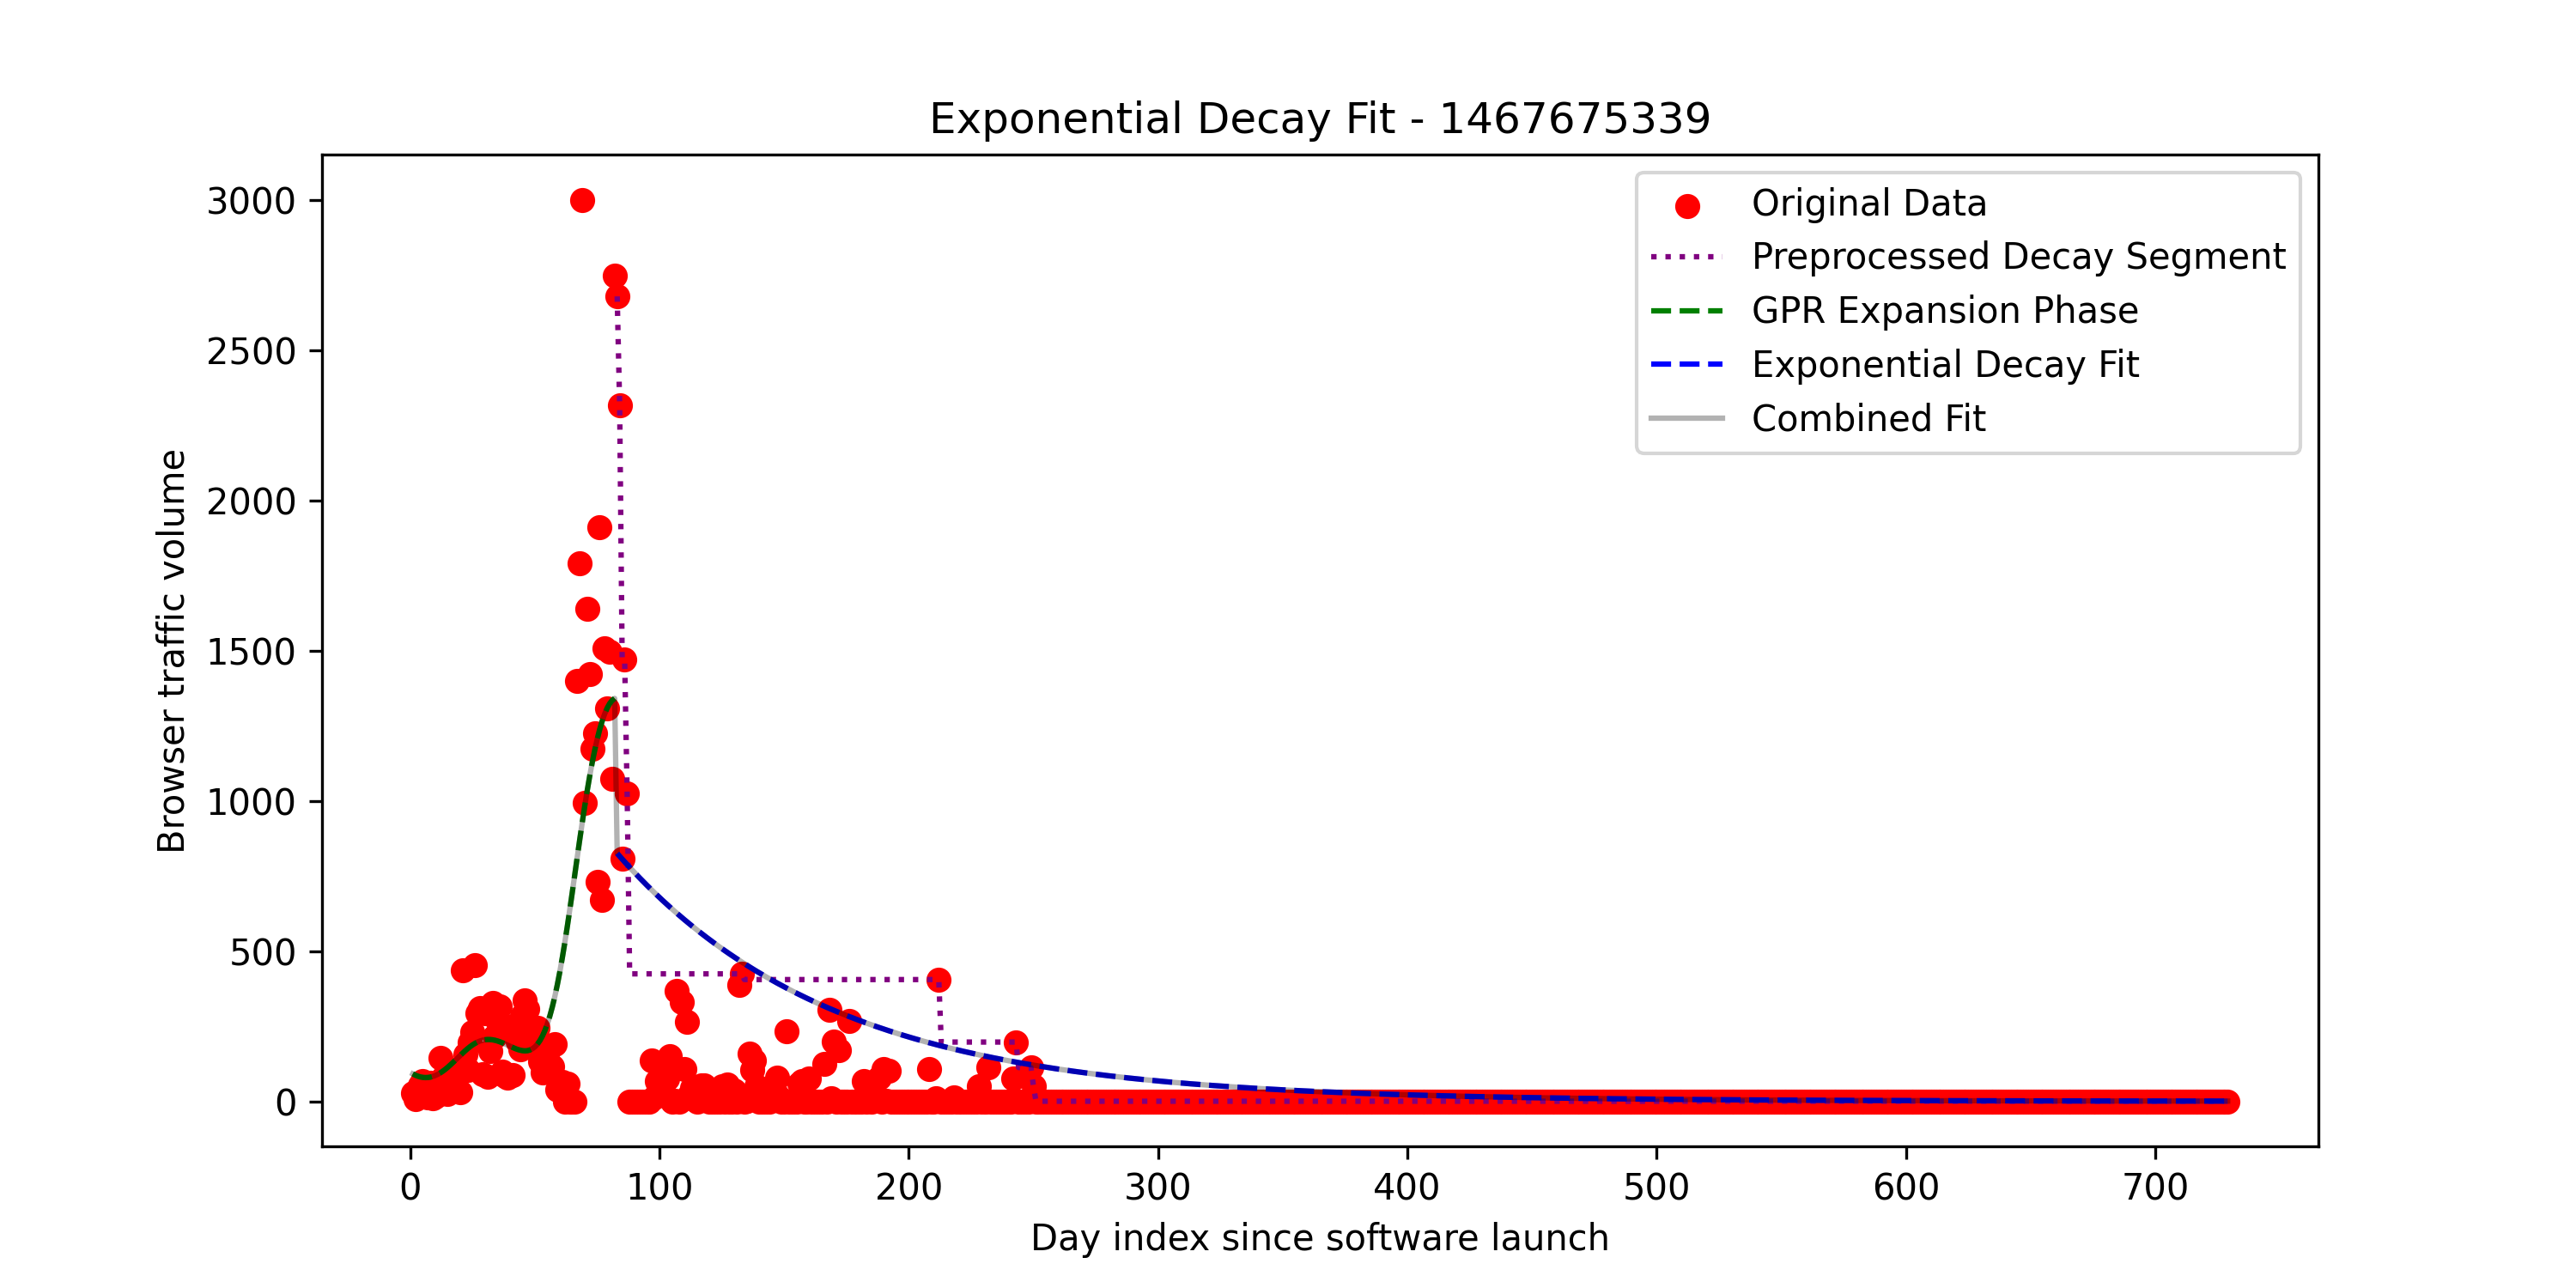 Exponential Decay Fit - 1467675339
Original Data
Preprocessed Decay Segment
GPR Expansion Phase
Exponential Decay Fit
Combined Fit
Browser traffic volume
3000
2500
2000
1500
1000
500
0
0 100 200 300 400 500 600 700
Day index since software launch